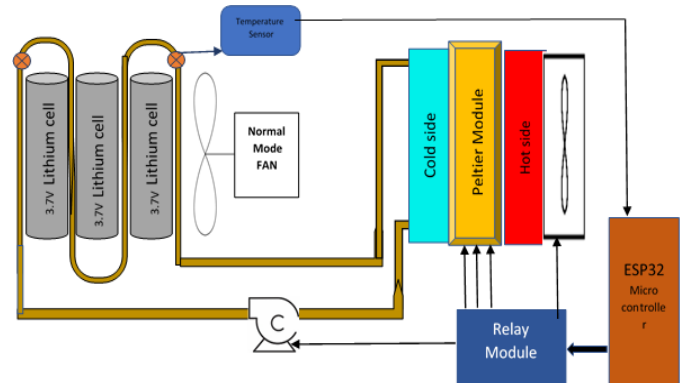 Temperature
Sensor
3.7V Lithium cell
3.7V Lithium cell
3.7V Lithium cell
Normal
Mode
FAN
Cold side
Peltier Module
Hot side
ESP32
Micro
controlle
r
Relay
Module
C